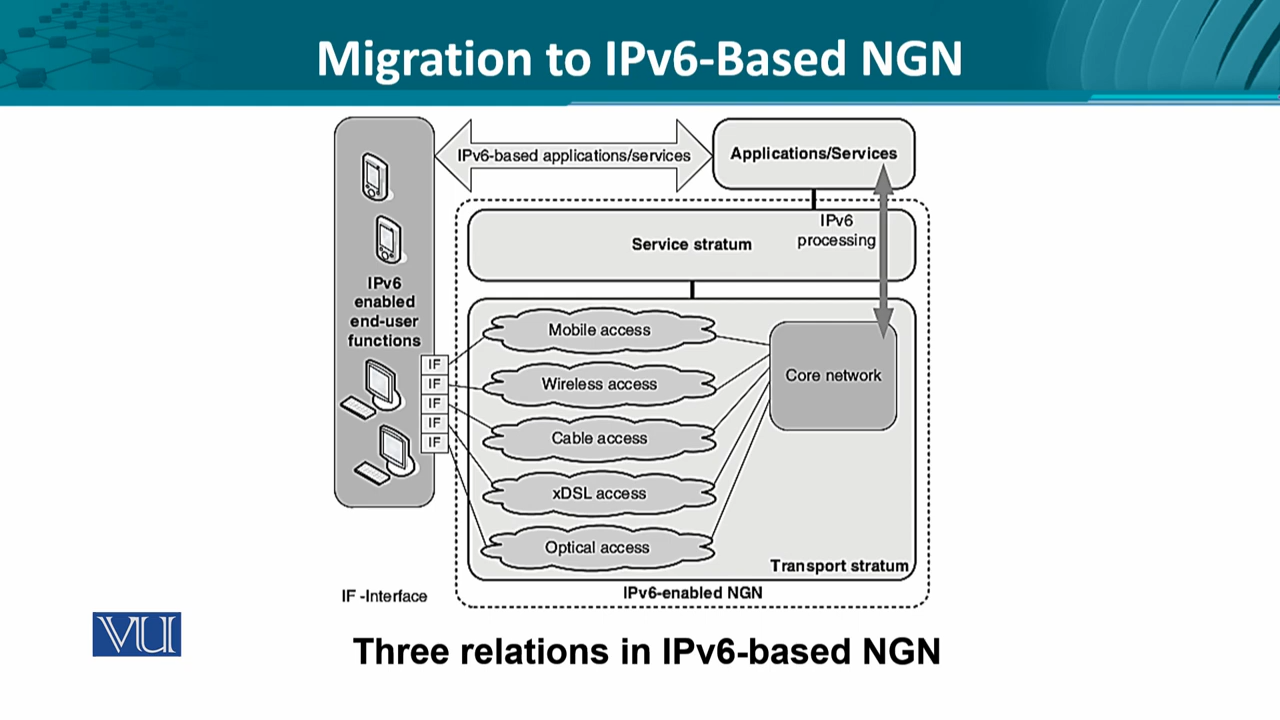 Migration to IPv6-Based NGN
IPv6-based applications/services
Applications/Services
IPv6
processing
Service stratum
IPv6
enabled
end-user
functions
IF
IF
IF
IF
IF
Mobile access
Wireless access
Cable access
xDSL access
Optical access
Core network
Transport stratum
IPv6-enabled NGN
IF -Interface
VU
Three relations in IPv6-based NGN